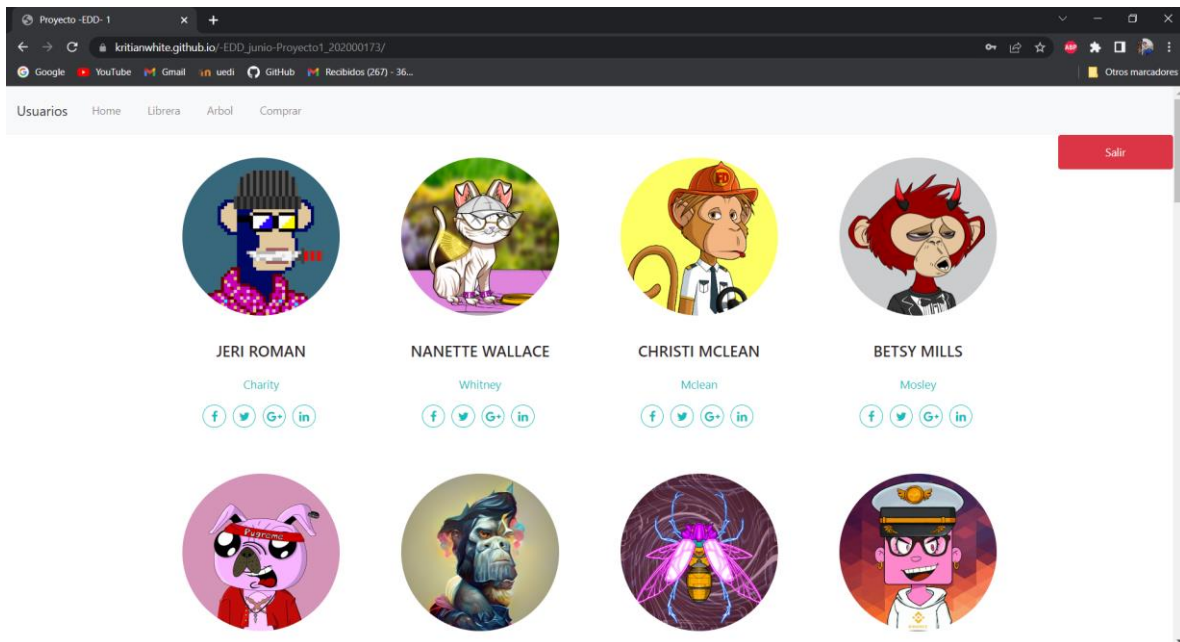 Proyecto -EDD- 1
kritianwhite.github.io/-EDD_junio-Proyecto1_202000173/
Google YouTube Gmail uedi GitHub Recibidos (267) - 36... Otros marcadores
Usuarios Home Librera Arbol Comprar
Salir
JERI ROMAN NANETTE WALLACE CHRISTI MCLEAN BETSY MILLS
Charity Whitney Mclean Mosley